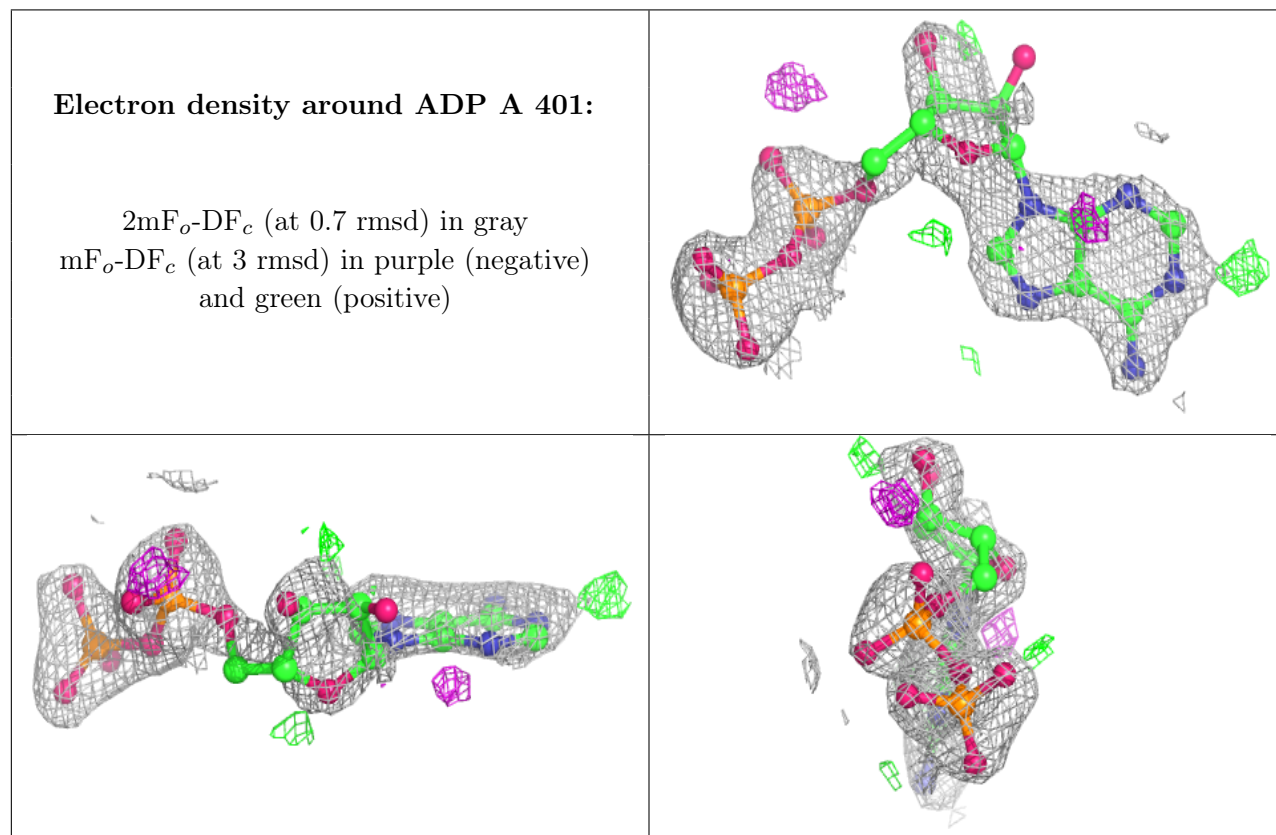 Electron density around ADP A 401:
2mFo-DFc (at 0.7 rmsd) in gray
mFo-DFc (at 3 rmsd) in purple (negative)
and green (positive)